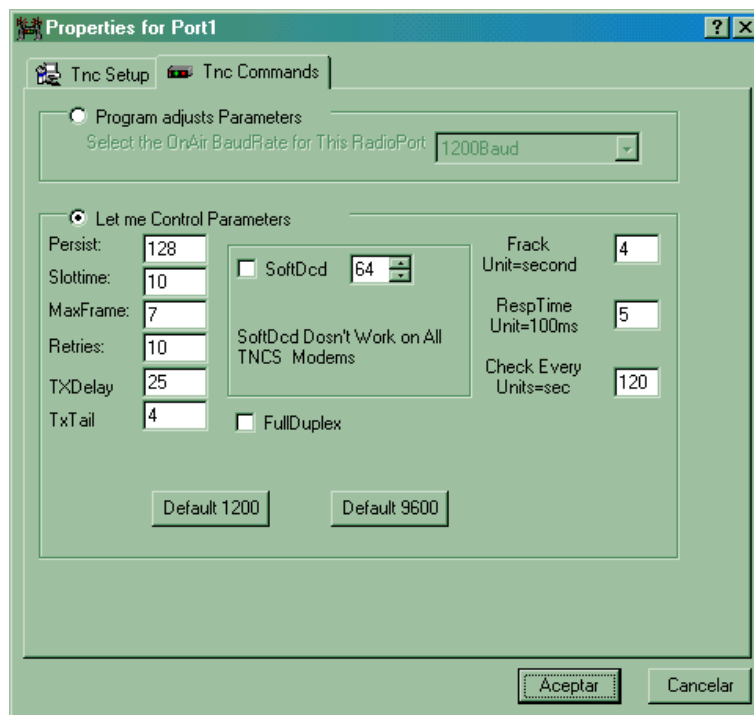 Properties for Port1
Tnc Setup
Tnc Commands
Program adjusts Parameters
Select the OnAir BaudRate for This RadioPort
1200Baud
Let me Control Parameters
Persist: 128
Slottime: 10
MaxFrame: 7
Retries: 10
TXDelay 25
TxTail 4
SoftDcd 64
SoftDcd Dosn't Work on All
TNCS Modems
FullDuplex
Frack
Unit=second 4
RespTime
Unit=100ms 5
Check Every
Units=sec 120
Default 1200
Default 9600
Aceptar
Cancelar